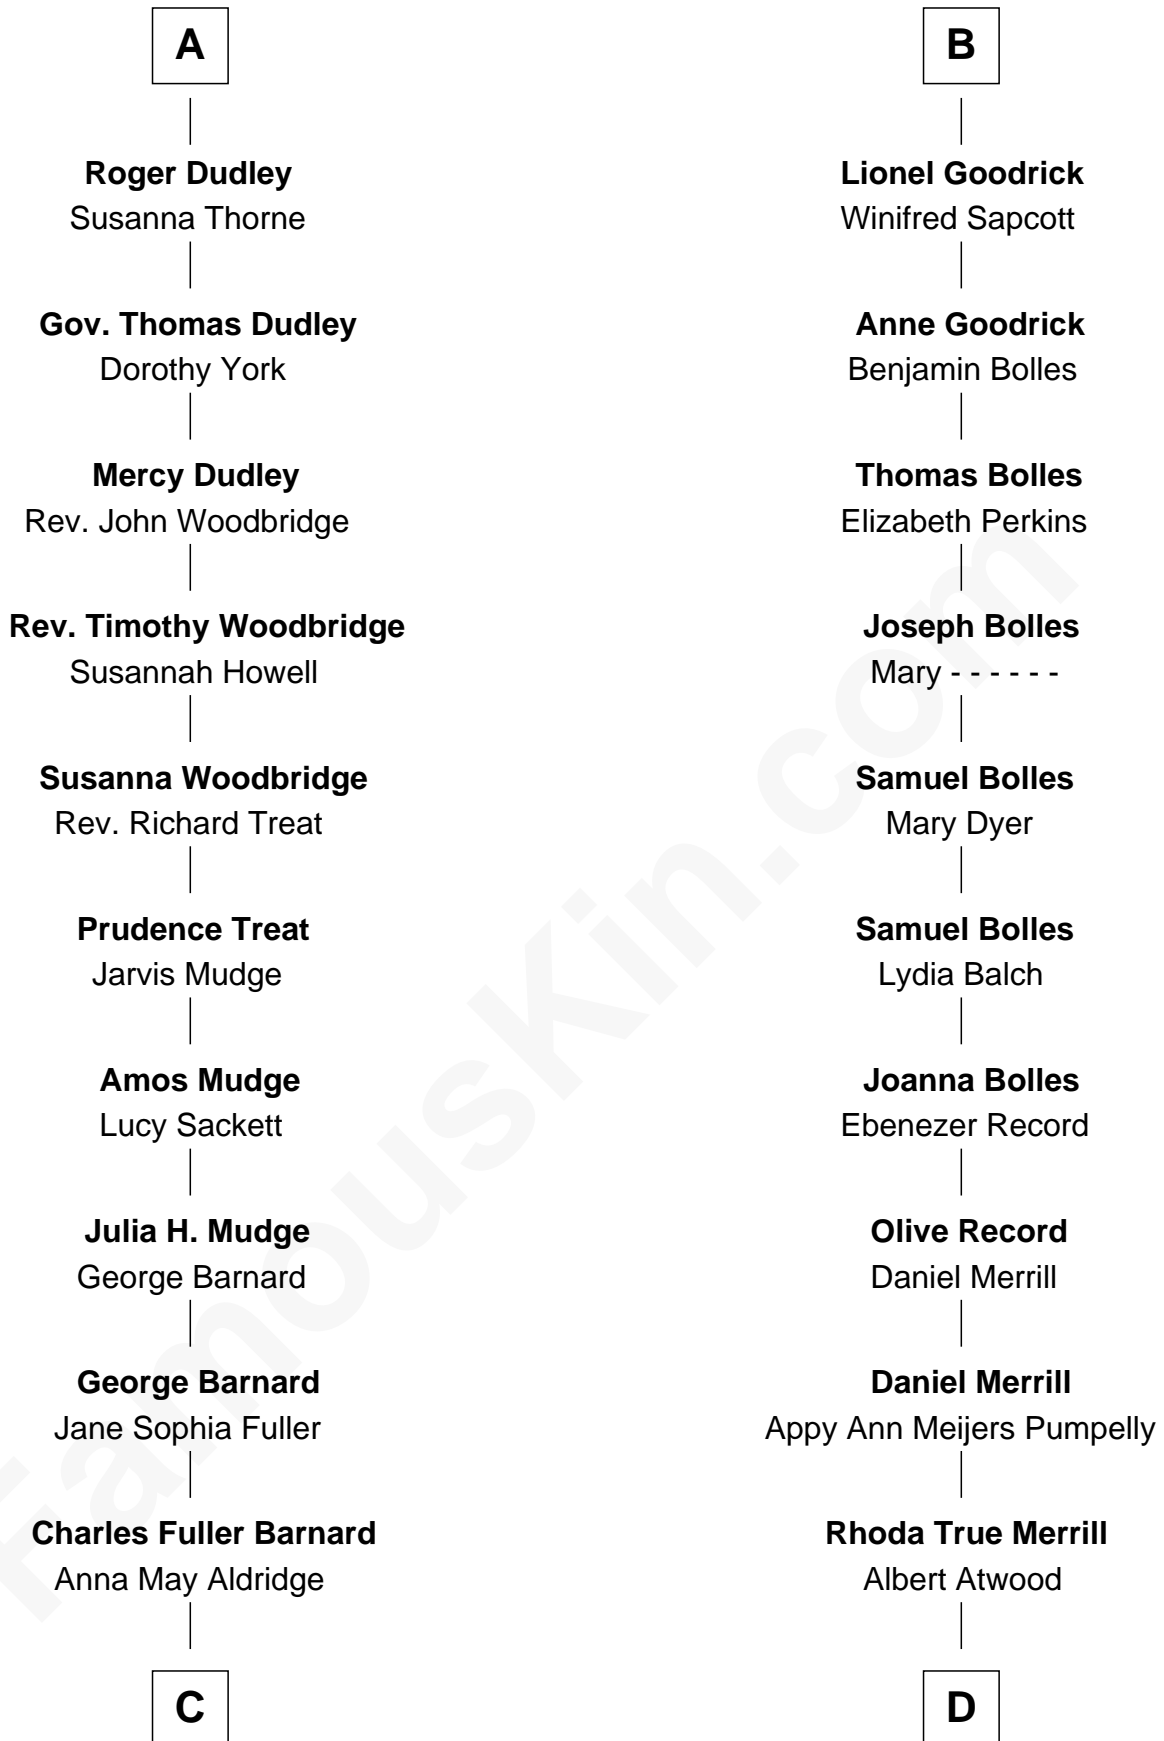 A
Roger Dudley
Susanna Thorne
Gov. Thomas Dudley
Dorothy York
Mercy Dudley
Rev. John Woodbridge
Rev. Timothy Woodbridge
Susannah Howell
Susanna Woodbridge
Rev. Richard Treat
Prudence Treat
Jarvis Mudge
Amos Mudge
Lucy Sackett
Julia H. Mudge
George Barnard
George Barnard
Jane Sophia Fuller
Charles Fuller Barnard
Anna May Aldridge
C
B
Lionel Goodrick
Winifred Sapcott
Anne Goodrick
Benjamin Bolles
Thomas Bolles
Elizabeth Perkins
Joseph Bolles
Mary - - - - - -
Samuel Bolles
Mary Dyer
Samuel Bolles
Lydia Balch
Joanna Bolles
Ebenezer Record
Olive Record
Daniel Merrill
Daniel Merrill
Appy Ann Meijers Pumpelly
Rhoda True Merrill
Albert Atwood
D
FamousKin.com